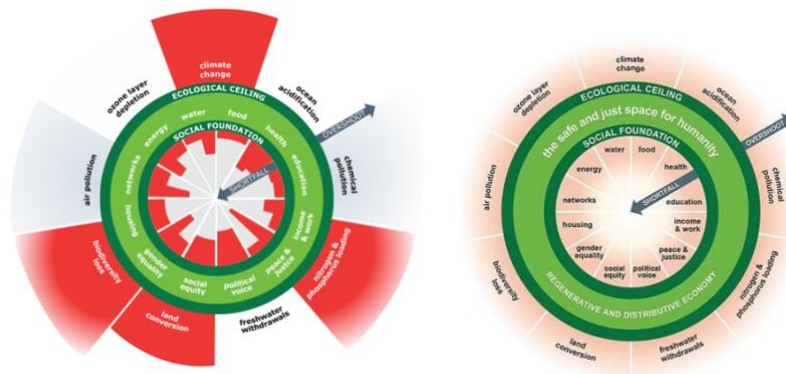 climate
change
ozone layer
depletion
ocean
acidification
ECOLOGICAL CEILING
OVERSHOOT
water
food
energy
health
SOCIAL FOUNDATION
networks
education
SHORTFALL
air pollution
chemical
pollution
housing
income
& work
gender
equality
peace &
justice
social
equity
political
voice
biodiversity
loss
nitrogen &
phosphorus loading
land
conversion
freshwater
withdrawals
climate
change
ozone layer
depletion
ocean
acidification
ECOLOGICAL CEILING
OVERSHOOT
the safe and just space for humanity
SOCIAL FOUNDATION
water
food
energy
health
SHORTFALL
networks
education
air pollution
chemical
pollution
housing
income
& work
gender
equality
peace &
justice
social
equity
political
voice
REGENERATIVE AND DISTRIBUTIVE ECONOMY
biodiversity
loss
nitrogen &
phosphorus loading
land
conversion
freshwater
withdrawals